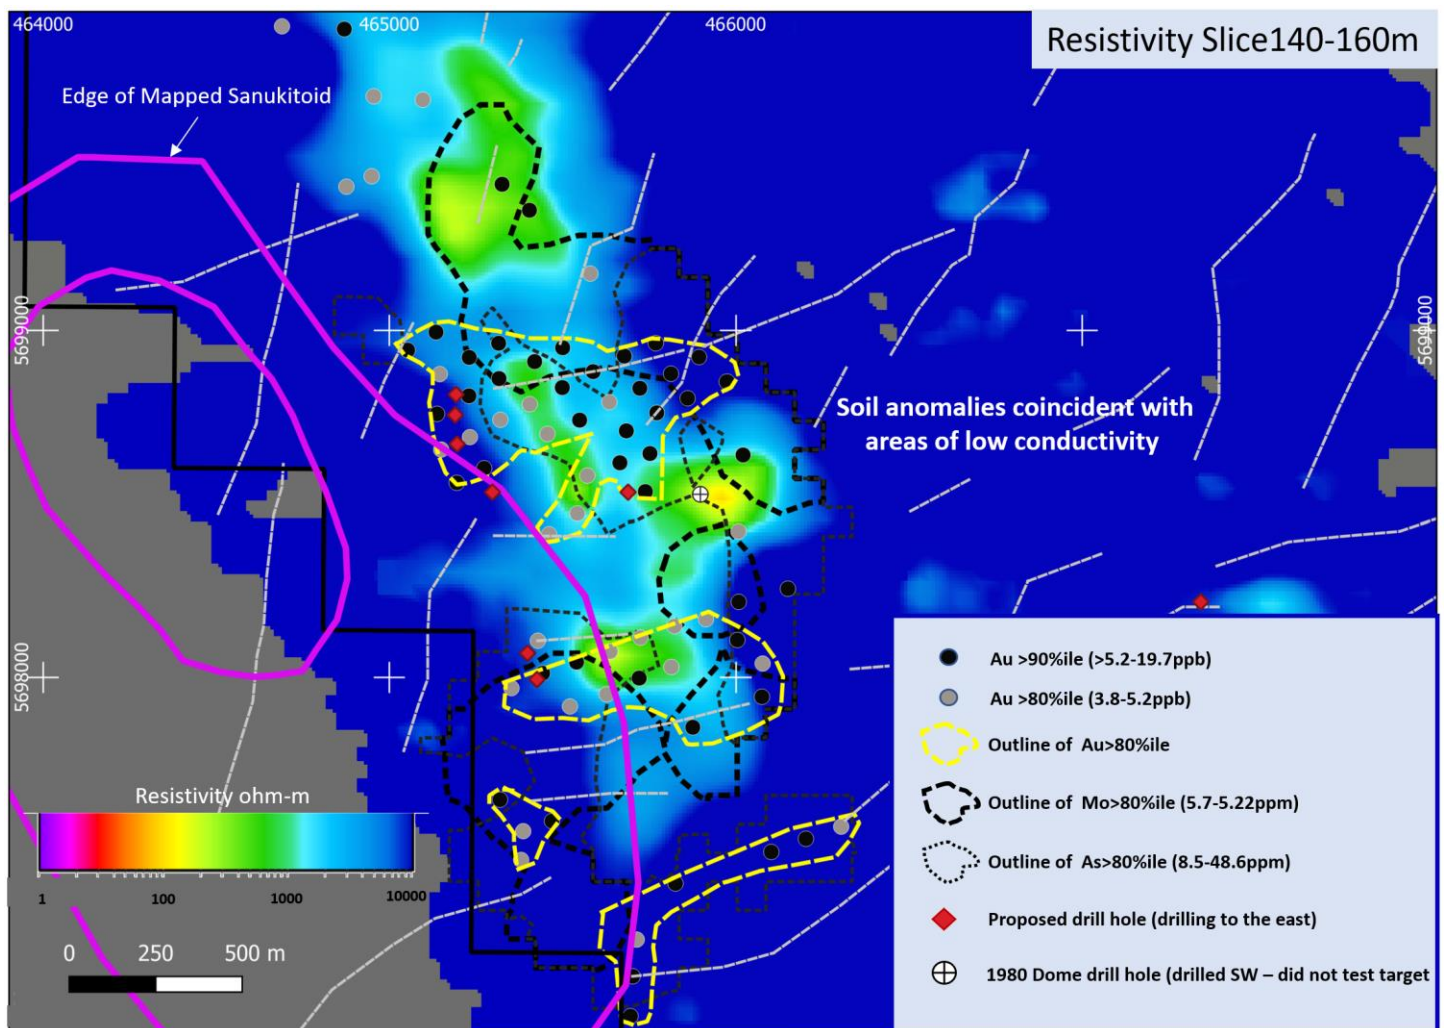 464000
465000
466000
Resistivity Slice140-160m
Edge of Mapped Sanukitoid
5699000
5699000
Soil anomalies coincident with
areas of low conductivity
5698000
Resistivity ohm-m
1 100 1000 10000
0 250 500 m
Au >90%ile (>5.2-19.7ppb)
Au >80%ile (3.8-5.2ppb)
Outline of Au>80%ile
Outline of Mo>80%ile (5.7-5.22ppm)
Outline of As>80%ile (8.5-48.6ppm)
Proposed drill hole (drilling to the east)
1980 Dome drill hole (drilled SW – did not test target